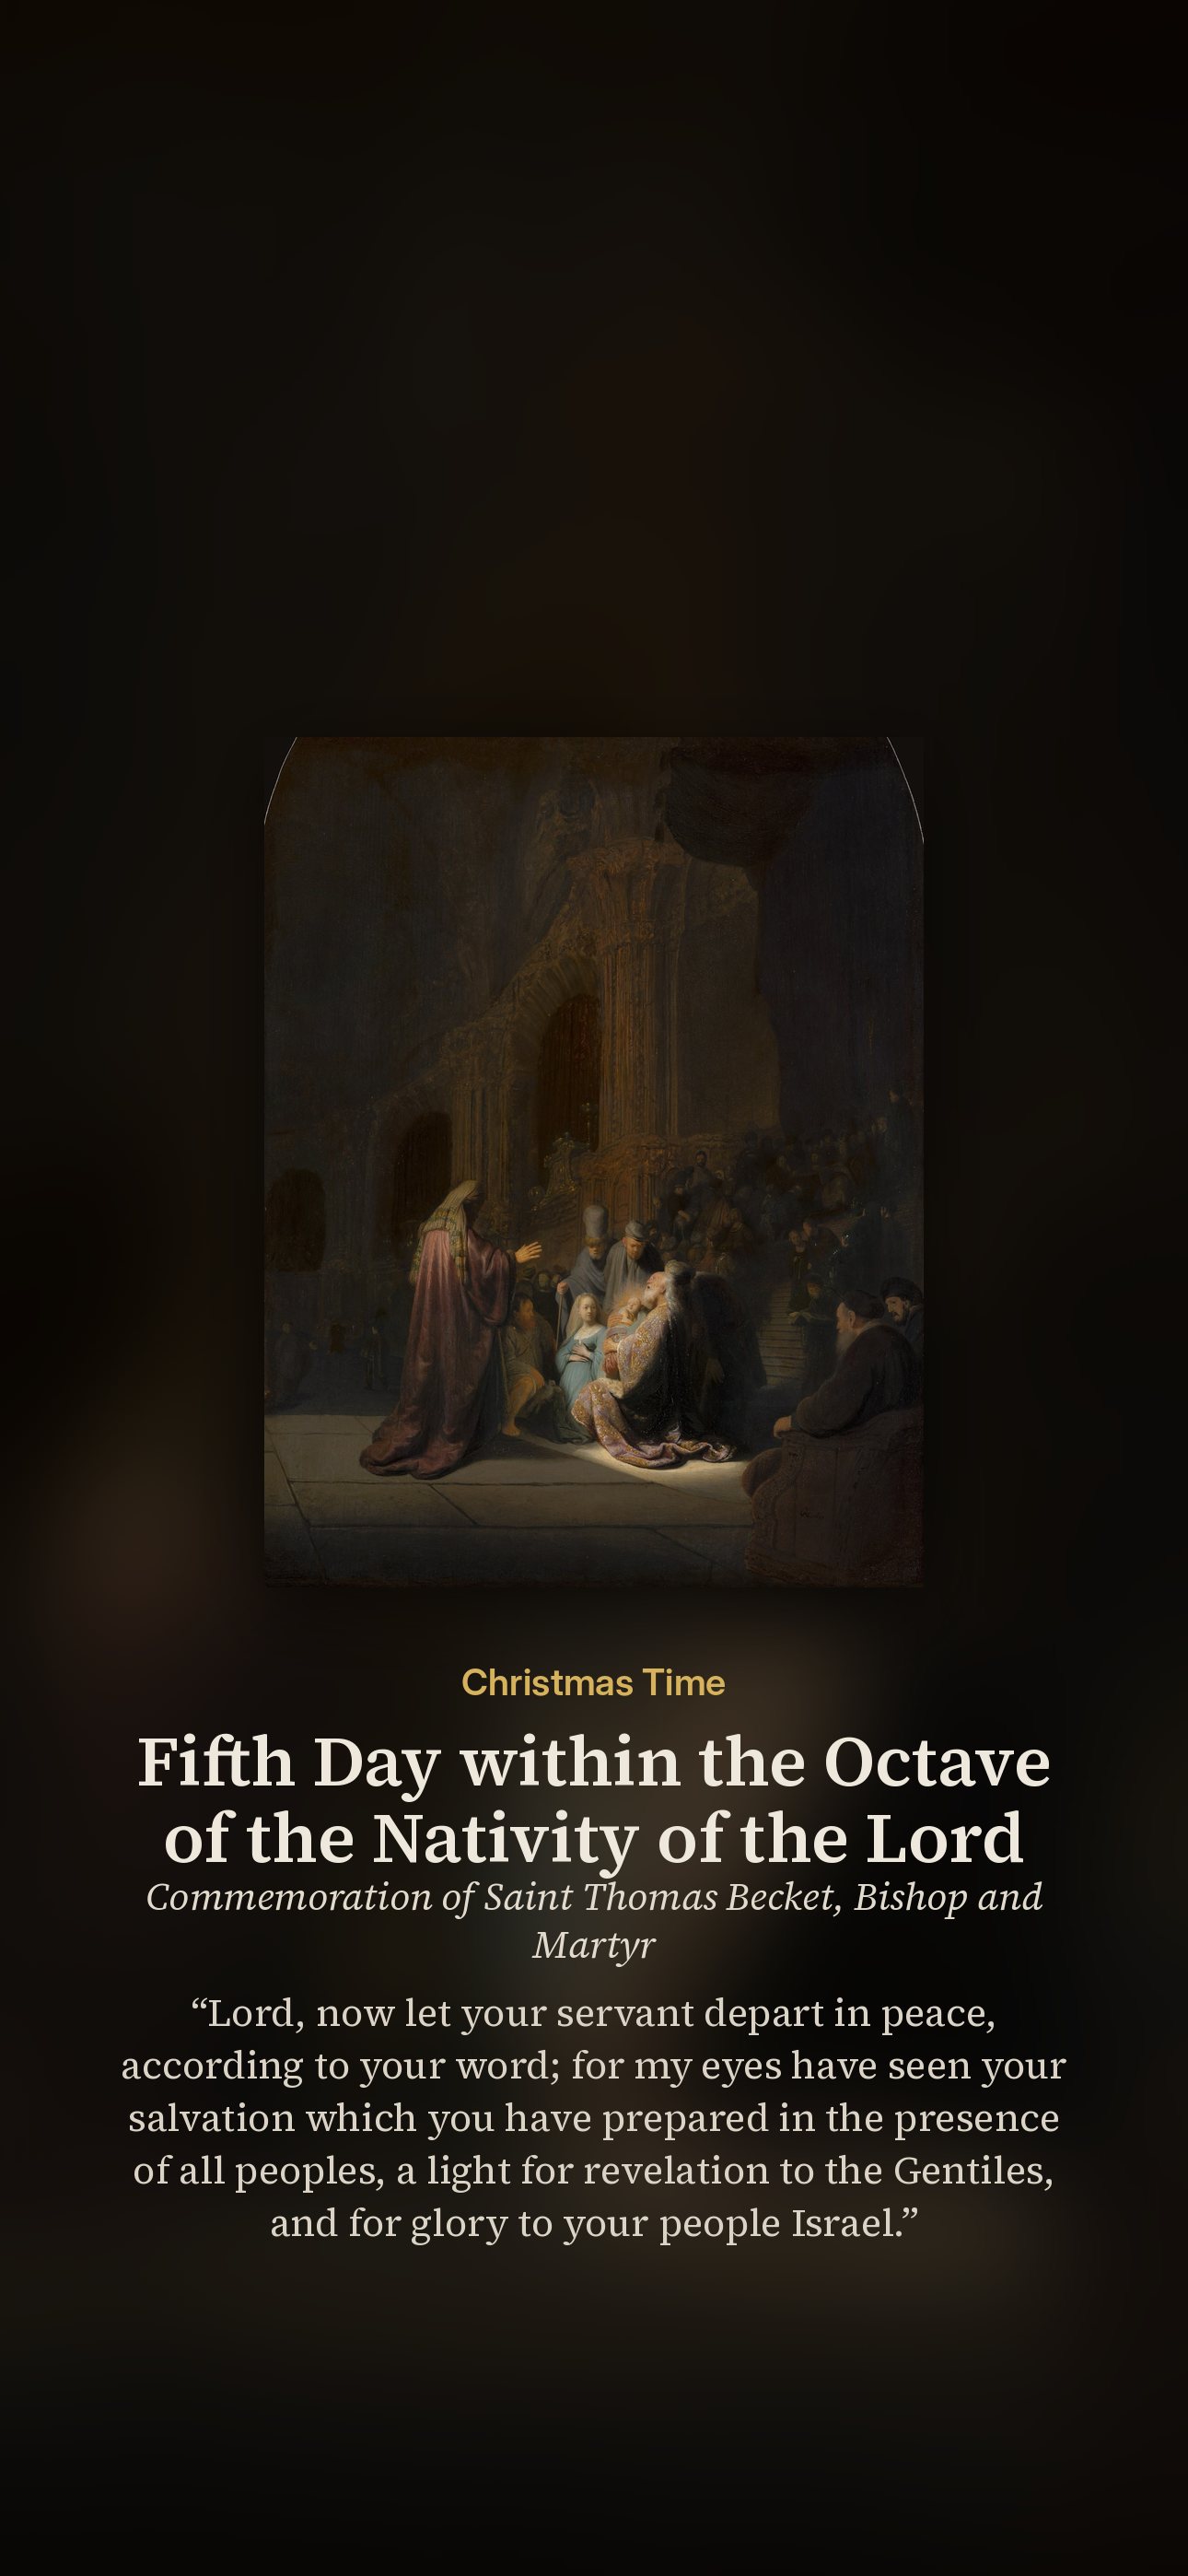 Christmas Time
Fifth Day within the Octave
of the Nativity of the Lord
Commemoration of Saint Thomas Becket, Bishop and
Martyr
“Lord, now let your servant depart in peace,
according to your word; for my eyes have seen your
salvation which you have prepared in the presence
of all peoples, a light for revelation to the Gentiles,
and for glory to your people Israel.”